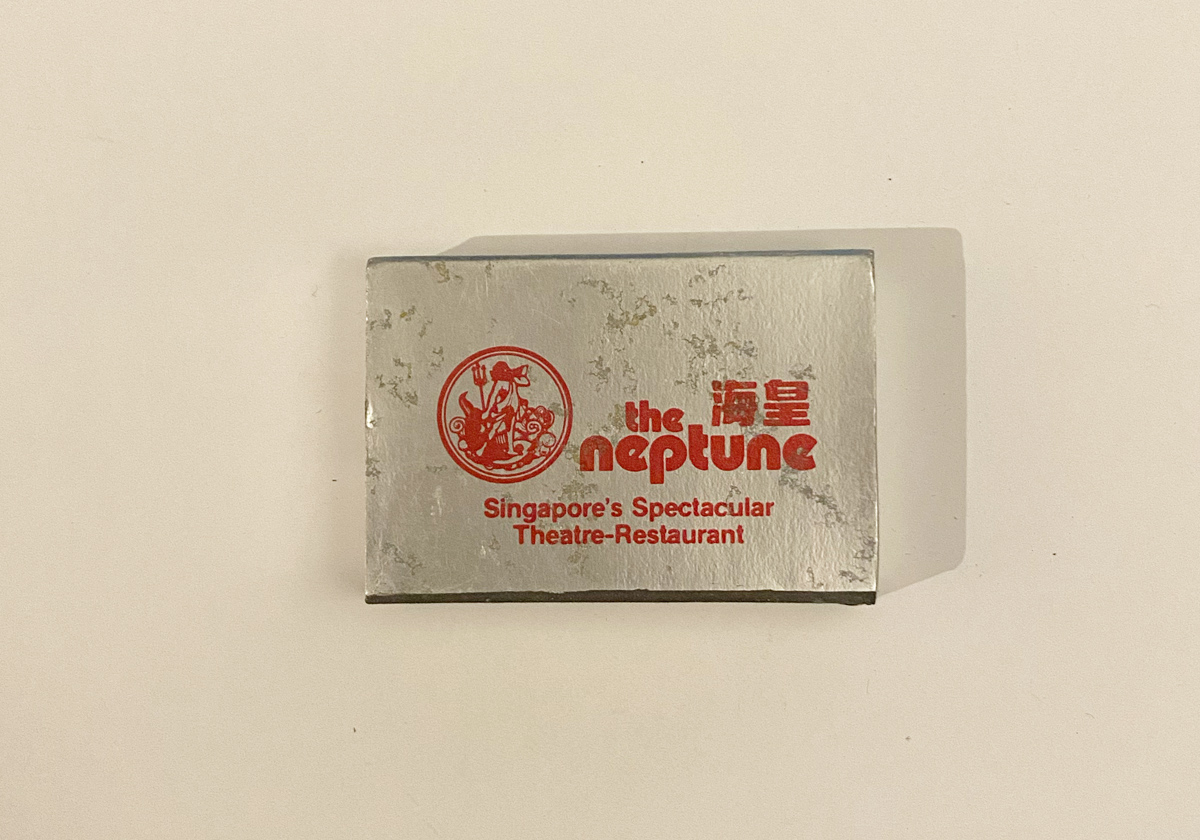 the 海皇
neptune
Singapore's Spectacular
Theatre-Restaurant